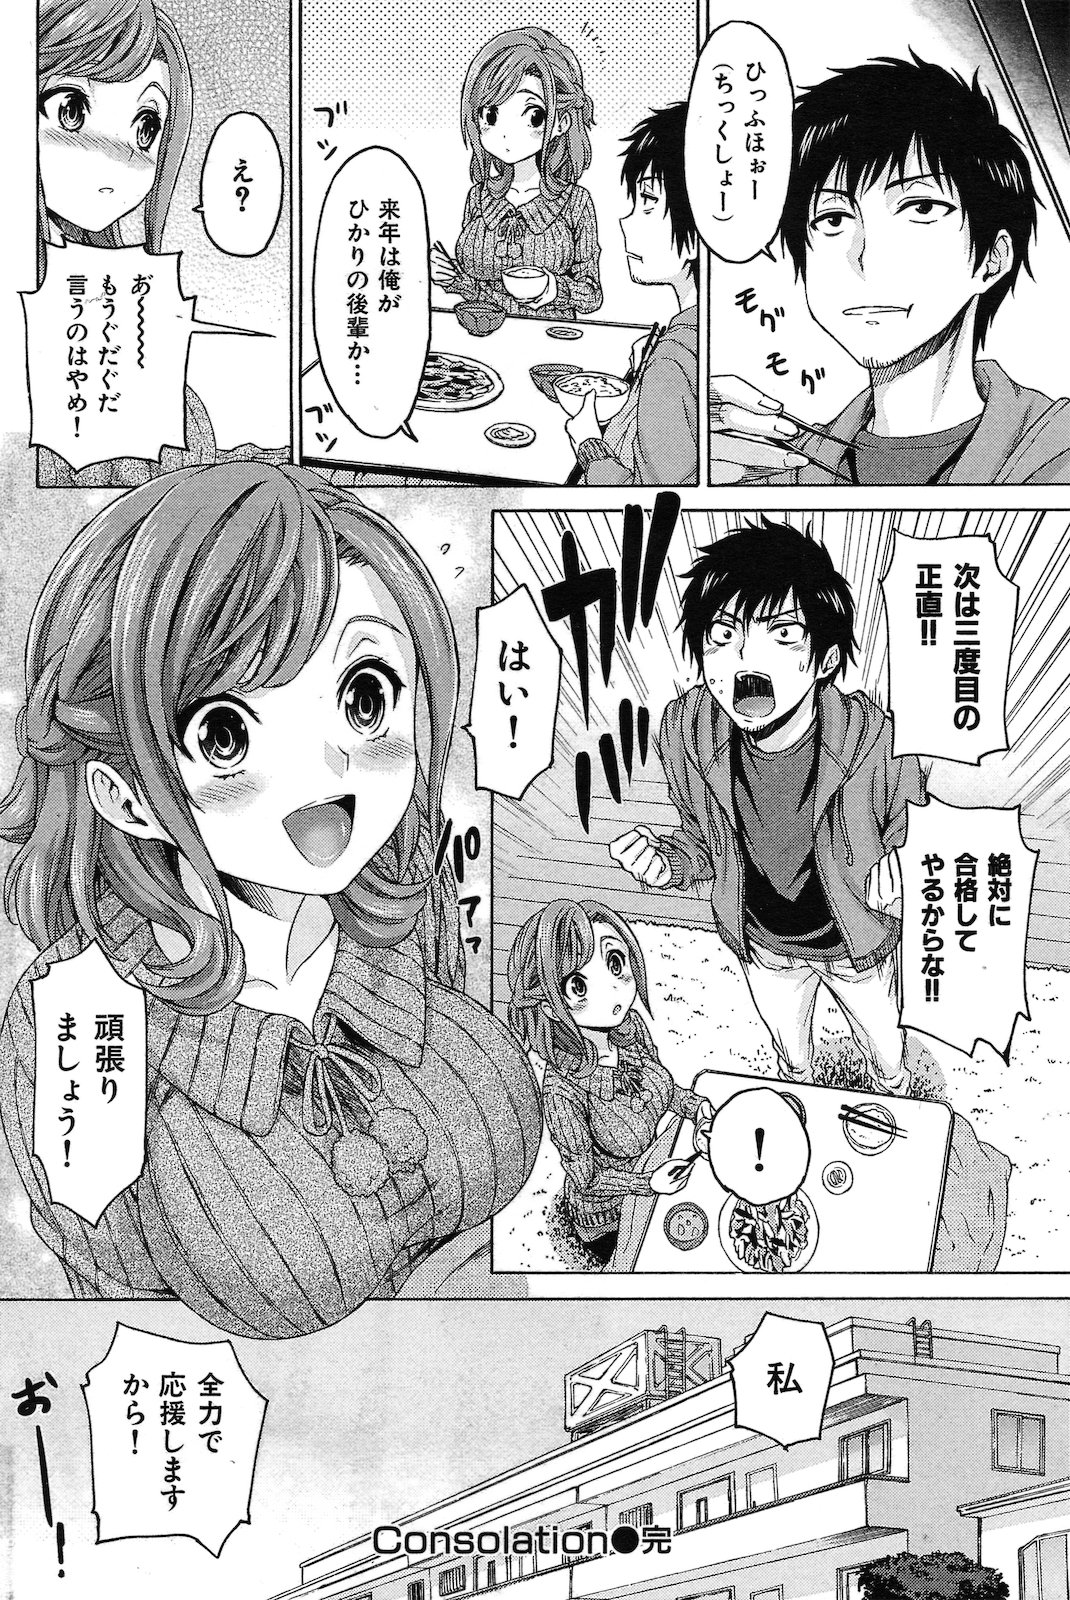 ひっふほぉー
(ちっくしょー)
モグ
モグ
来年は俺が
ひかりの後輩か…
ブツ
ブツ
え?
あ゛〜〜〜
もうぐだぐだ
言うのはやめ!
次は三度目の
正直!!
絶対に
合格して
やるからな!!
ガバッ
!
はい!
パアァァ
頑張り
ましょう!
私
全力で
応援します
から!
おーー!
Consolation●完